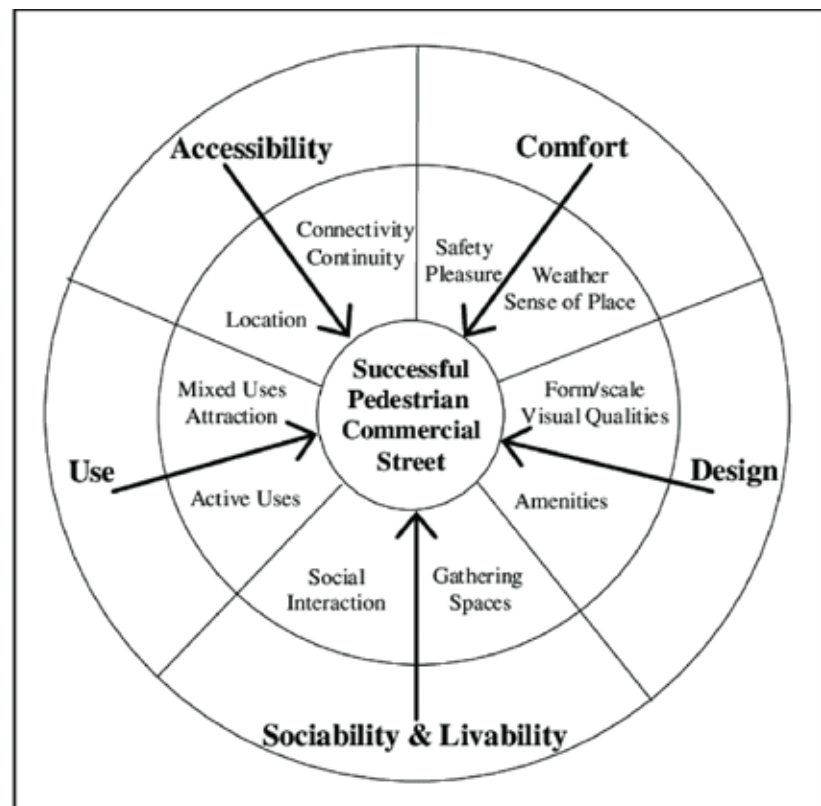 Accessibility
Comfort
Connectivity
Continuity
Safety
Pleasure
Weather
Sense of Place
Location
Successful
Pedestrian
Commercial
Street
Mixed Uses
Attraction
Form/scale
Visual Qualities
Use
Design
Active Uses
Amenities
Social
Interaction
Gathering
Spaces
Sociability & Livability